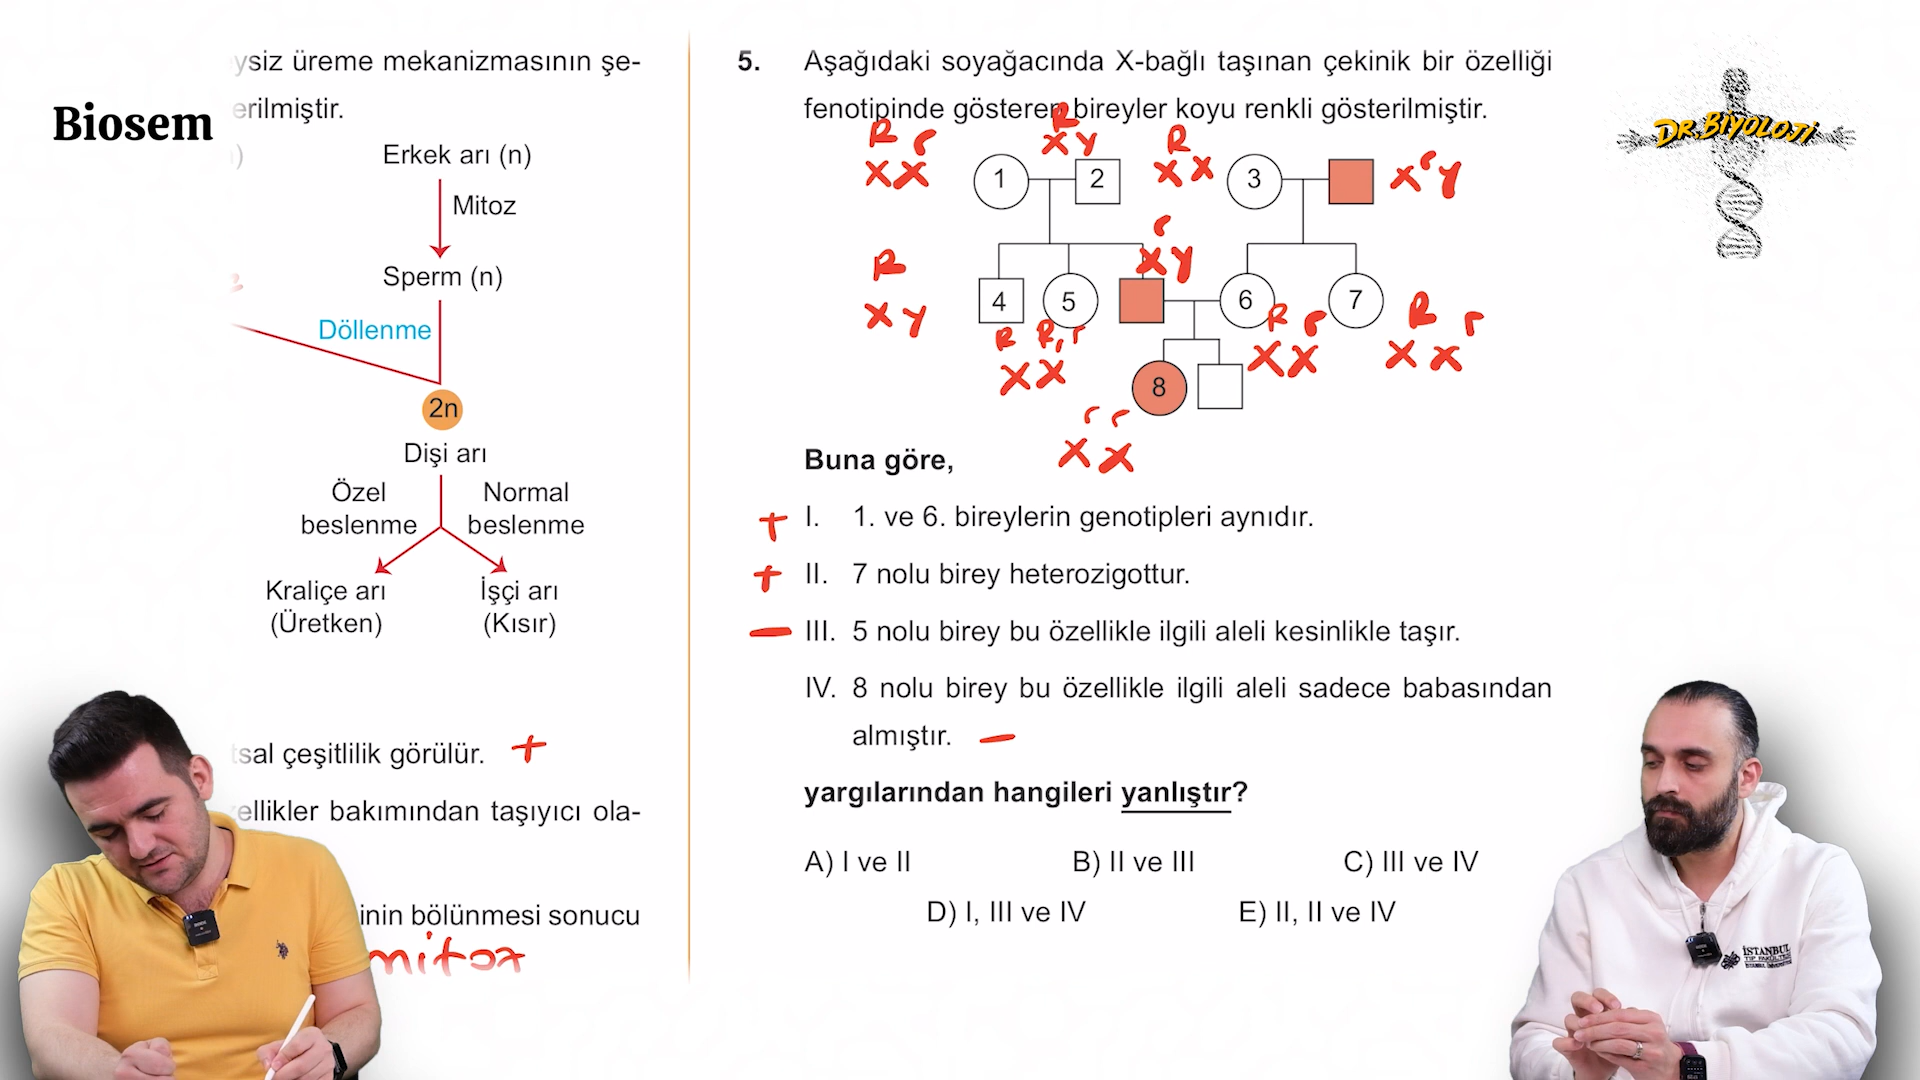 Biosem
ysiz üreme mekanizmasının şe-
erilmiştir.
Erkek arı (n)
Mitoz
Sperm (n)
Döllenme
2n
Dişi arı
Özel beslenme
Normal beslenme
Kraliçe arı
(Üretken)
İşçi arı
(Kısır)
tsal çeşitlilik görülür. +
ellikler bakımından taşıyıcı ola-
inin bölünmesi sonucu
mitoz
5. Aşağıdaki soyağacında X-bağlı taşınan çekinik bir özelliği
fenotipinde gösteren bireyler koyu renkli gösterilmiştir.
R r
X X
R
X Y
R
X X
1
2
3
r
X Y
r
X Y
R
X Y
4
5
6
7
R R, r
X X
R r
X X
R r
X X
8
r r
X X
Buna göre,
+ I. 1. ve 6. bireylerin genotipleri aynıdır.
+ II. 7 nolu birey heterozigottur.
— III. 5 nolu birey bu özellikle ilgili aleli kesinlikle taşır.
IV. 8 nolu birey bu özellikle ilgili aleli sadece babasından
almıştır. —
yargılarından hangileri yanlıştır?
A) I ve II
B) II ve III
C) III ve IV
D) I, III ve IV
E) II, II ve IV
DR.BİYOLOJİ
İSTANBUL
TIP FAKÜLTESİ